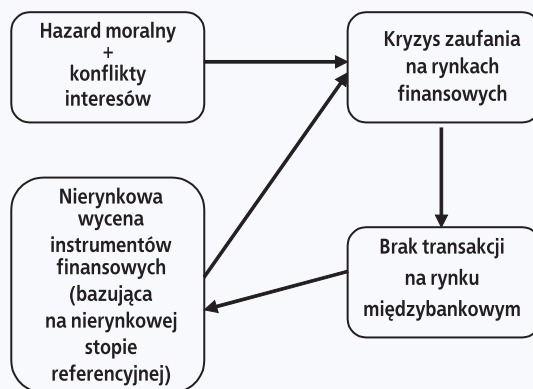 Hazard moralny
+
konflikty
interesów
Kryzys zaufania
na rynkach
finansowych
Nierynkowa
wycena
instrumentów
finansowych
(bazująca
na nierynkowej
stopie
referencyjnej)
Brak transakcji
na rynku
międzybankowym